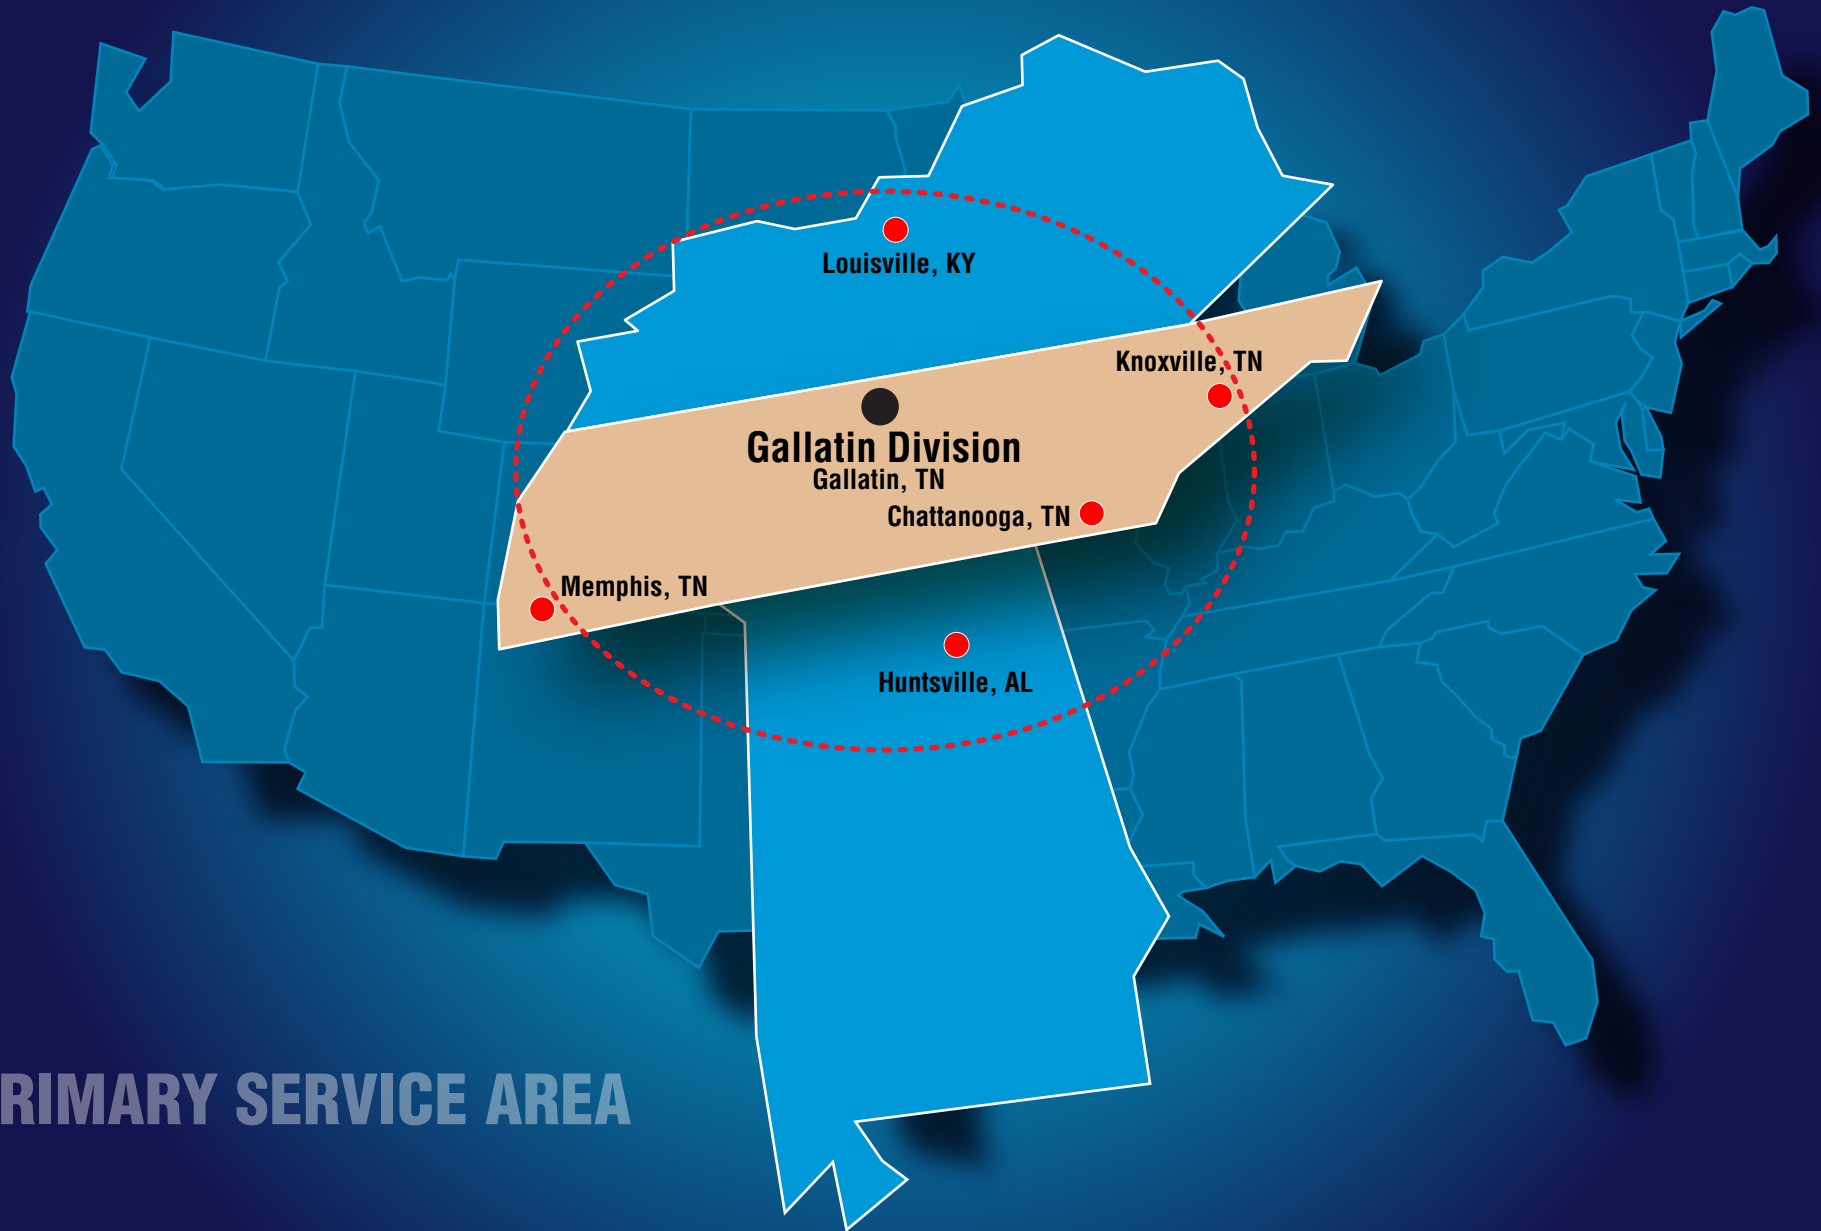 Louisville, KY
Knoxville, TN
Gallatin Division
Gallatin, TN
Chattanooga, TN
Memphis, TN
Huntsville, AL
RIMARY SERVICE AREA